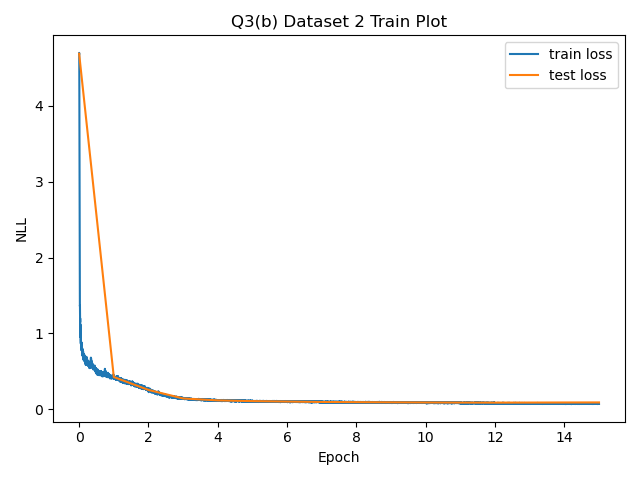 Q3(b) Dataset 2 Train Plot
train loss
test loss
4
3
2
1
0
NLL
0 2 4 6 8 10 12 14
Epoch